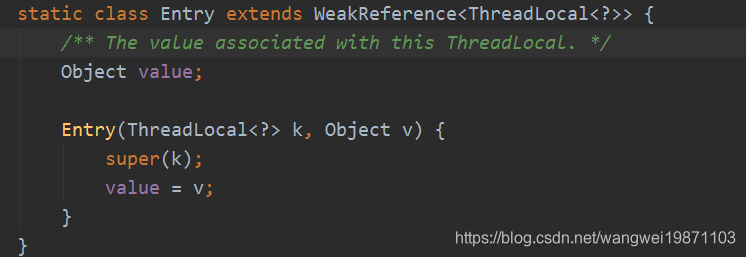 static class Entry extends WeakReference<ThreadLocal<?>> {
/** The value associated with this ThreadLocal. */
Object value;
Entry(ThreadLocal<?> k, Object v) {
super(k);
value = v;
}
}
https://blog.csdn.net/wangwei19871103